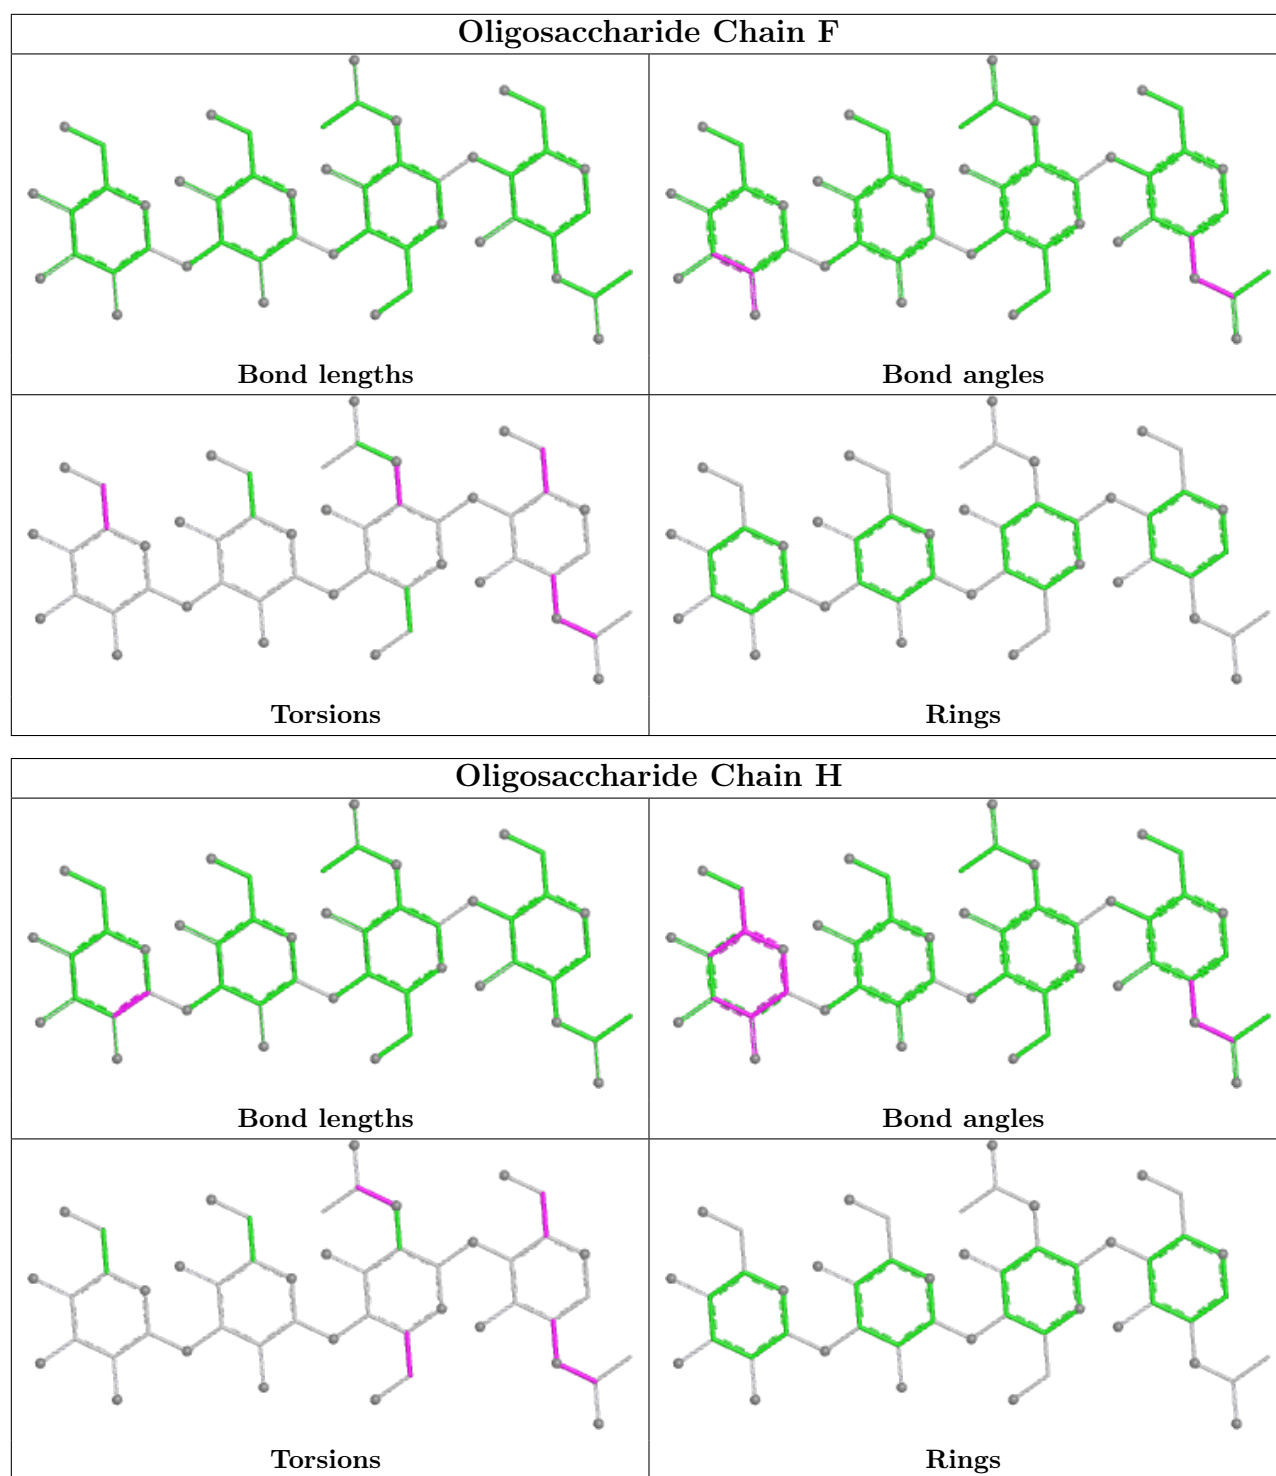 Oligosaccharide Chain F
Bond lengths
Bond angles
Torsions
Rings
Oligosaccharide Chain H
Bond lengths
Bond angles
Torsions
Rings